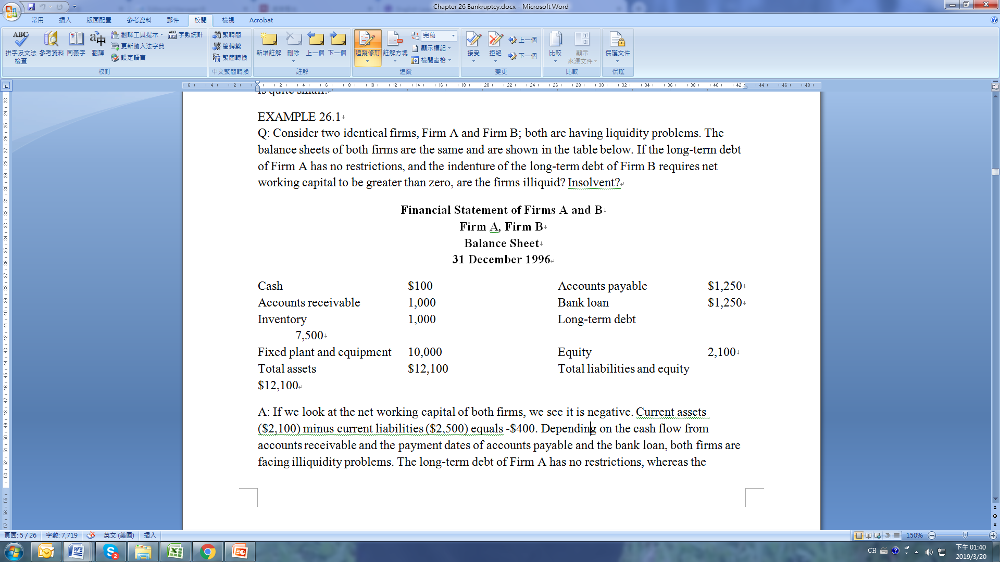 Chapter 26 Bankruptcy.docx - Microsoft Word
常用 插入 版面配置 參考資料 郵件 校閱 檢視 Acrobat
ABC 拼字及文法檢查 參考資料 同義字 翻譯 翻譯工具提示 字數統計
更新輸入法字典
設定語言
校訂
繁轉簡
簡轉繁
繁簡轉換
中文繁簡轉換
新增註解 刪除 上一個 下一個
註解
追蹤修訂 註解方塊 完稿
顯示標記
檢閱窗格
追蹤
接受 拒絕 上一個
下一個
變更
比較 顯示來源文件
比較
保護文件
保護
is quite small.
EXAMPLE 26.1
Q: Consider two identical firms, Firm A and Firm B; both are having liquidity problems. The
balance sheets of both firms are the same and are shown in the table below. If the long-term debt
of Firm A has no restrictions, and the indenture of the long-term debt of Firm B requires net
working capital to be greater than zero, are the firms illiquid? Insolvent?
Financial Statement of Firms A and B
Firm A, Firm B
Balance Sheet
31 December 1996
Cash $100 Accounts payable $1,250
Accounts receivable 1,000 Bank loan $1,250
Inventory 1,000 Long-term debt
7,500
Fixed plant and equipment 10,000 Equity 2,100
Total assets $12,100 Total liabilities and equity
$12,100
A: If we look at the net working capital of both firms, we see it is negative. Current assets
($2,100) minus current liabilities ($2,500) equals -$400. Depending on the cash flow from
accounts receivable and the payment dates of accounts payable and the bank loan, both firms are
facing illiquidity problems. The long-term debt of Firm A has no restrictions, whereas the
頁面: 5 / 26 字數: 7,719 英文 (美國) 插入 150%
CH 下午 01:40
2019/3/20